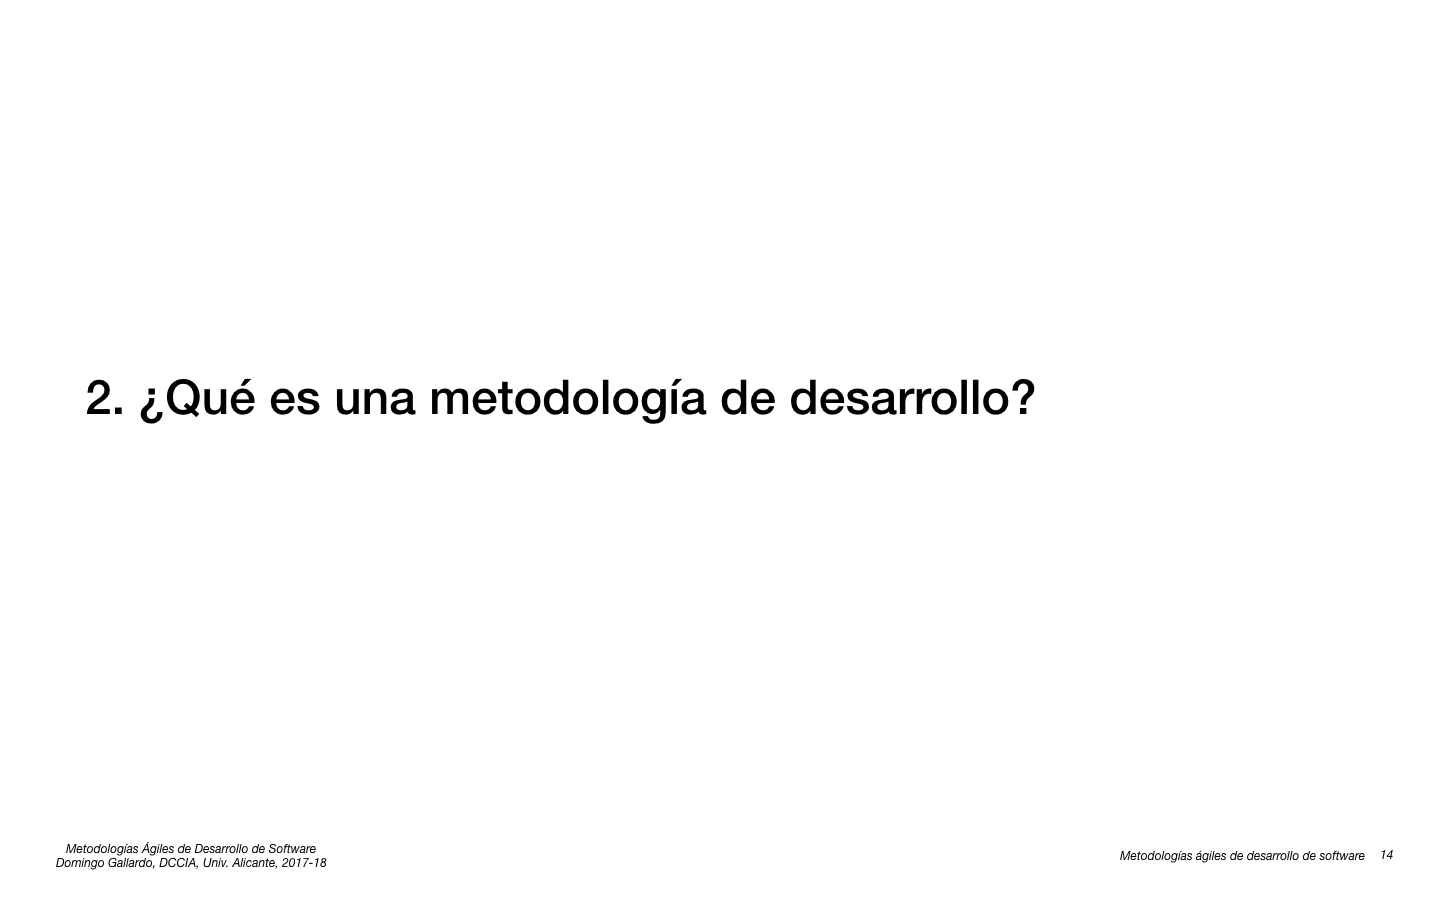 2. ¿Qué es una metodología de desarrollo?
Metodologías Ágiles de Desarrollo de Software
Domingo Gallardo, DCCIA, Univ. Alicante, 2017-18
Metodologías ágiles de desarrollo de software 14